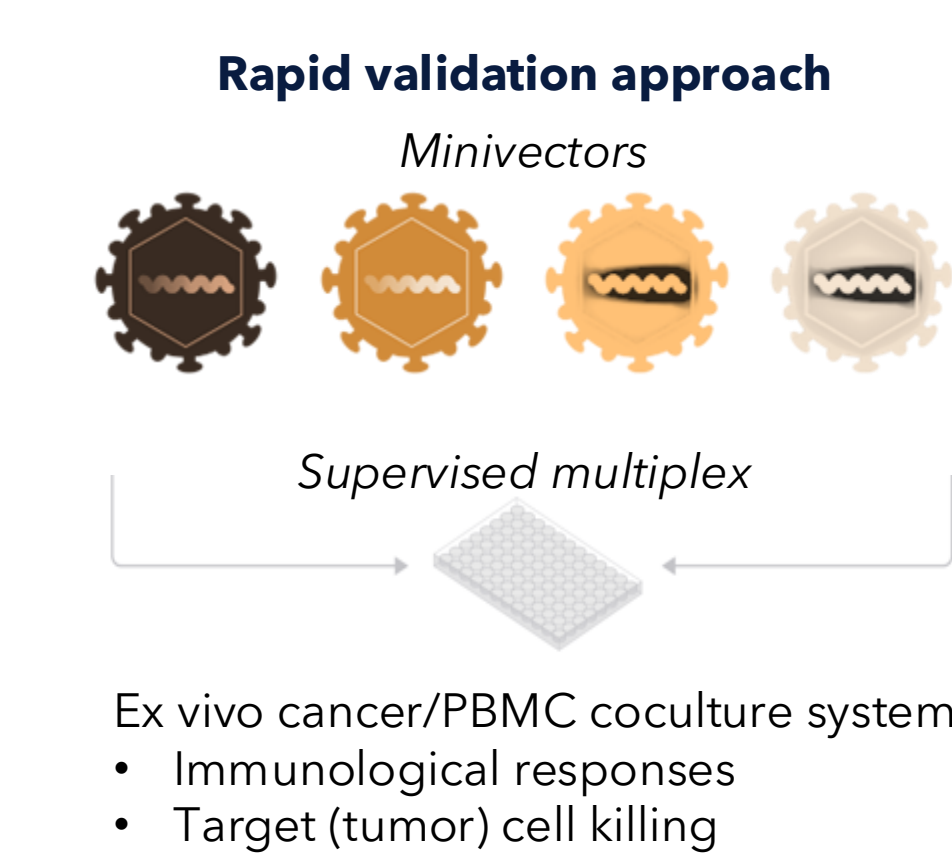 Rapid validation approach
Minivectors
Supervised multiplex
Ex vivo cancer/PBMC coculture system
• Immunological responses
• Target (tumor) cell killing